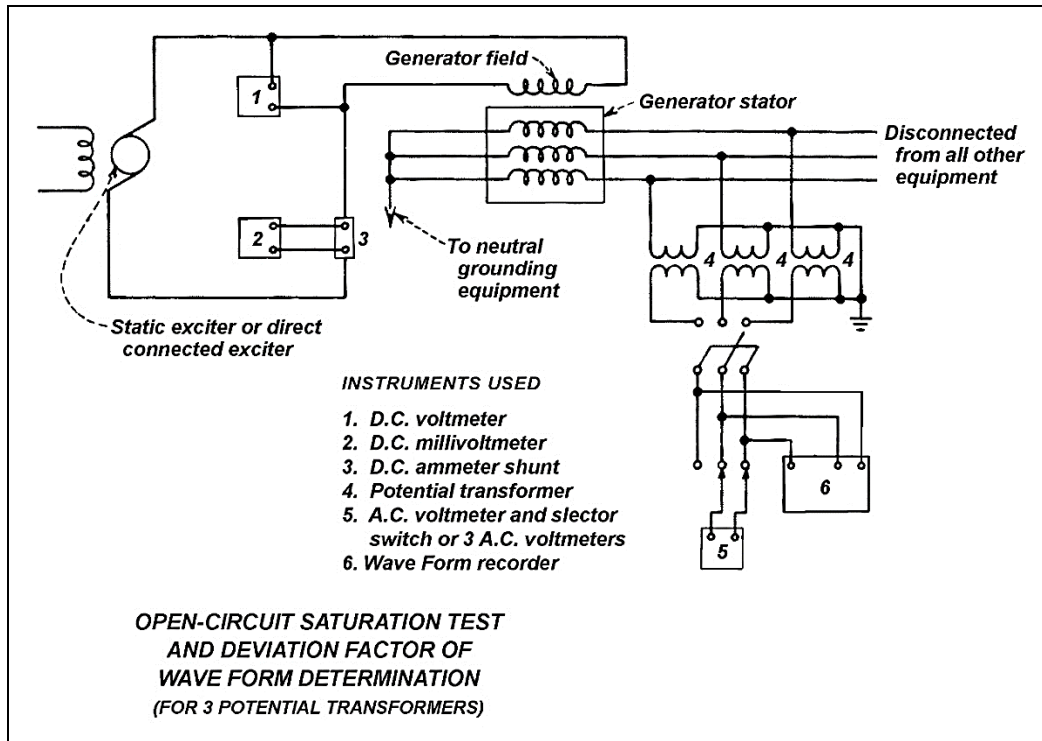 Generator field
1
Generator stator
Disconnected
from all other
equipment
2
3
To neutral
grounding
equipment
4
4
4
Static exciter or direct
connected exciter
INSTRUMENTS USED
1. D.C. voltmeter
2. D.C. millivoltmeter
3. D.C. ammeter shunt
4. Potential transformer
5. A.C. voltmeter and slector
switch or 3 A.C. voltmeters
6. Wave Form recorder
6
5
OPEN-CIRCUIT SATURATION TEST
AND DEVIATION FACTOR OF
WAVE FORM DETERMINATION
(FOR 3 POTENTIAL TRANSFORMERS)